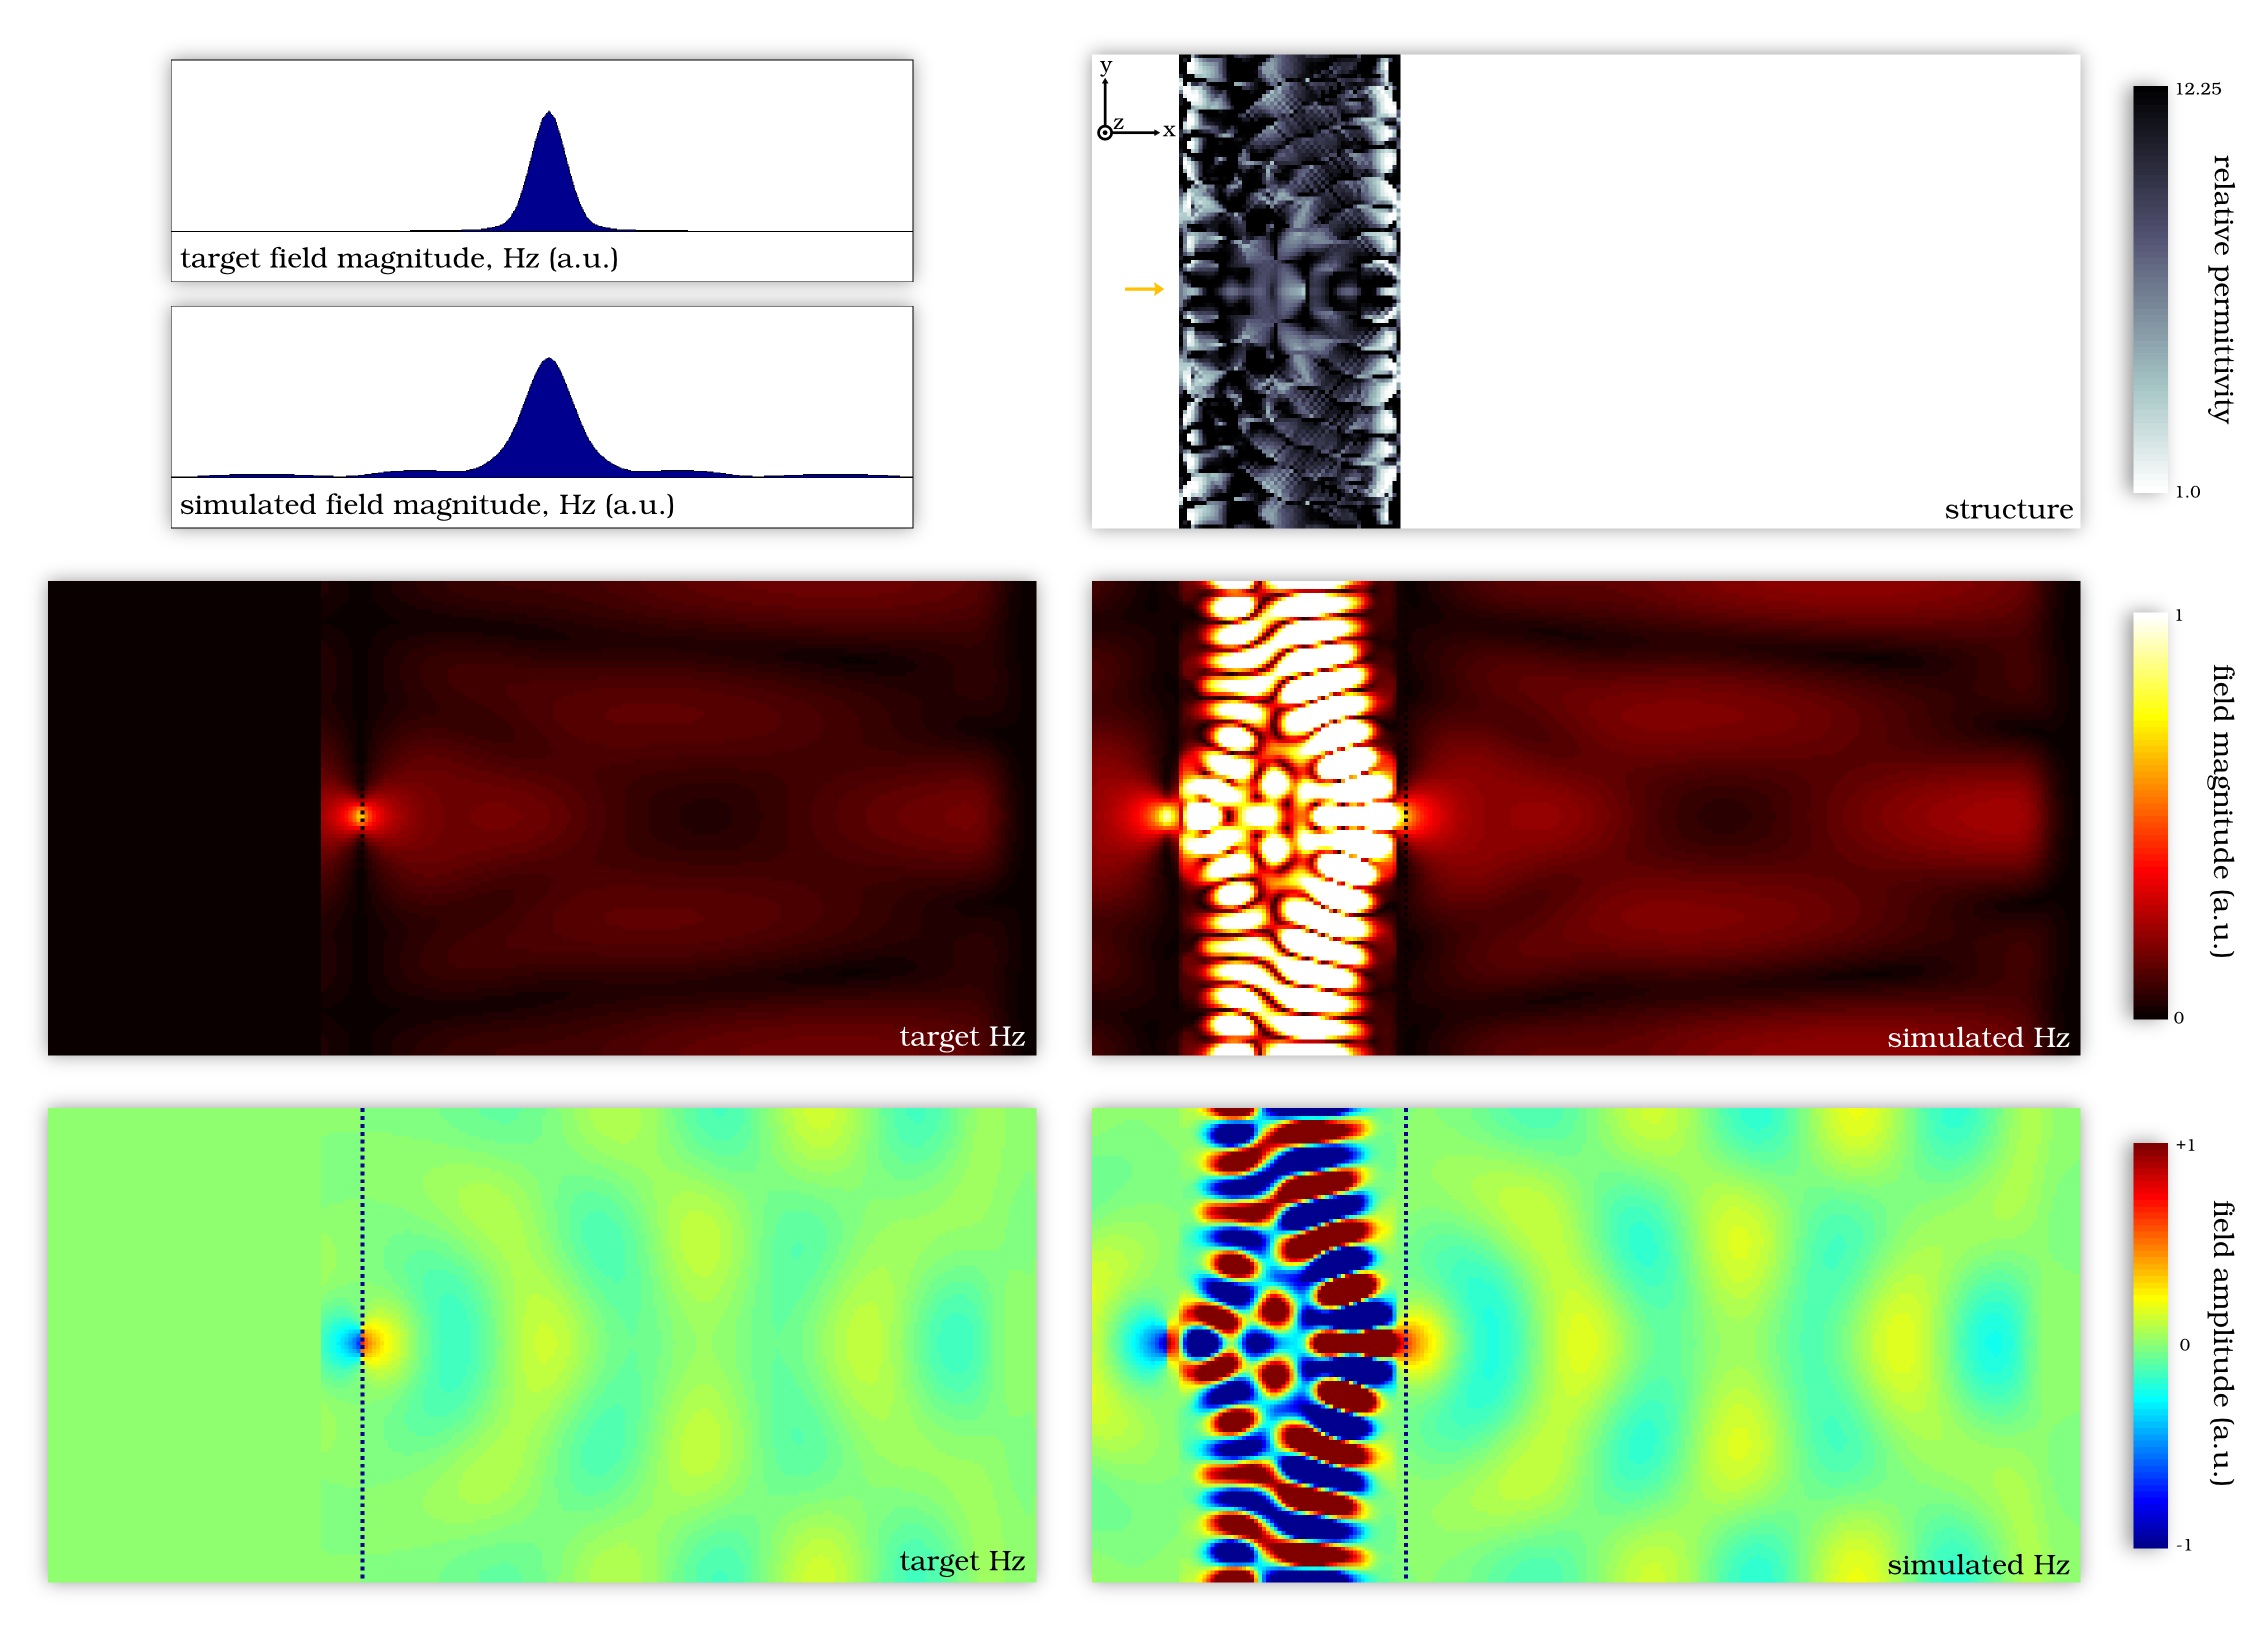 target field magnitude, Hz (a.u.)
simulated field magnitude, Hz (a.u.)
y
z
x
structure
12.25
relative permittivity
1.0
target Hz
simulated Hz
1
field magnitude (a.u.)
0
target Hz
simulated Hz
+1
0
field amplitude (a.u.)
-1